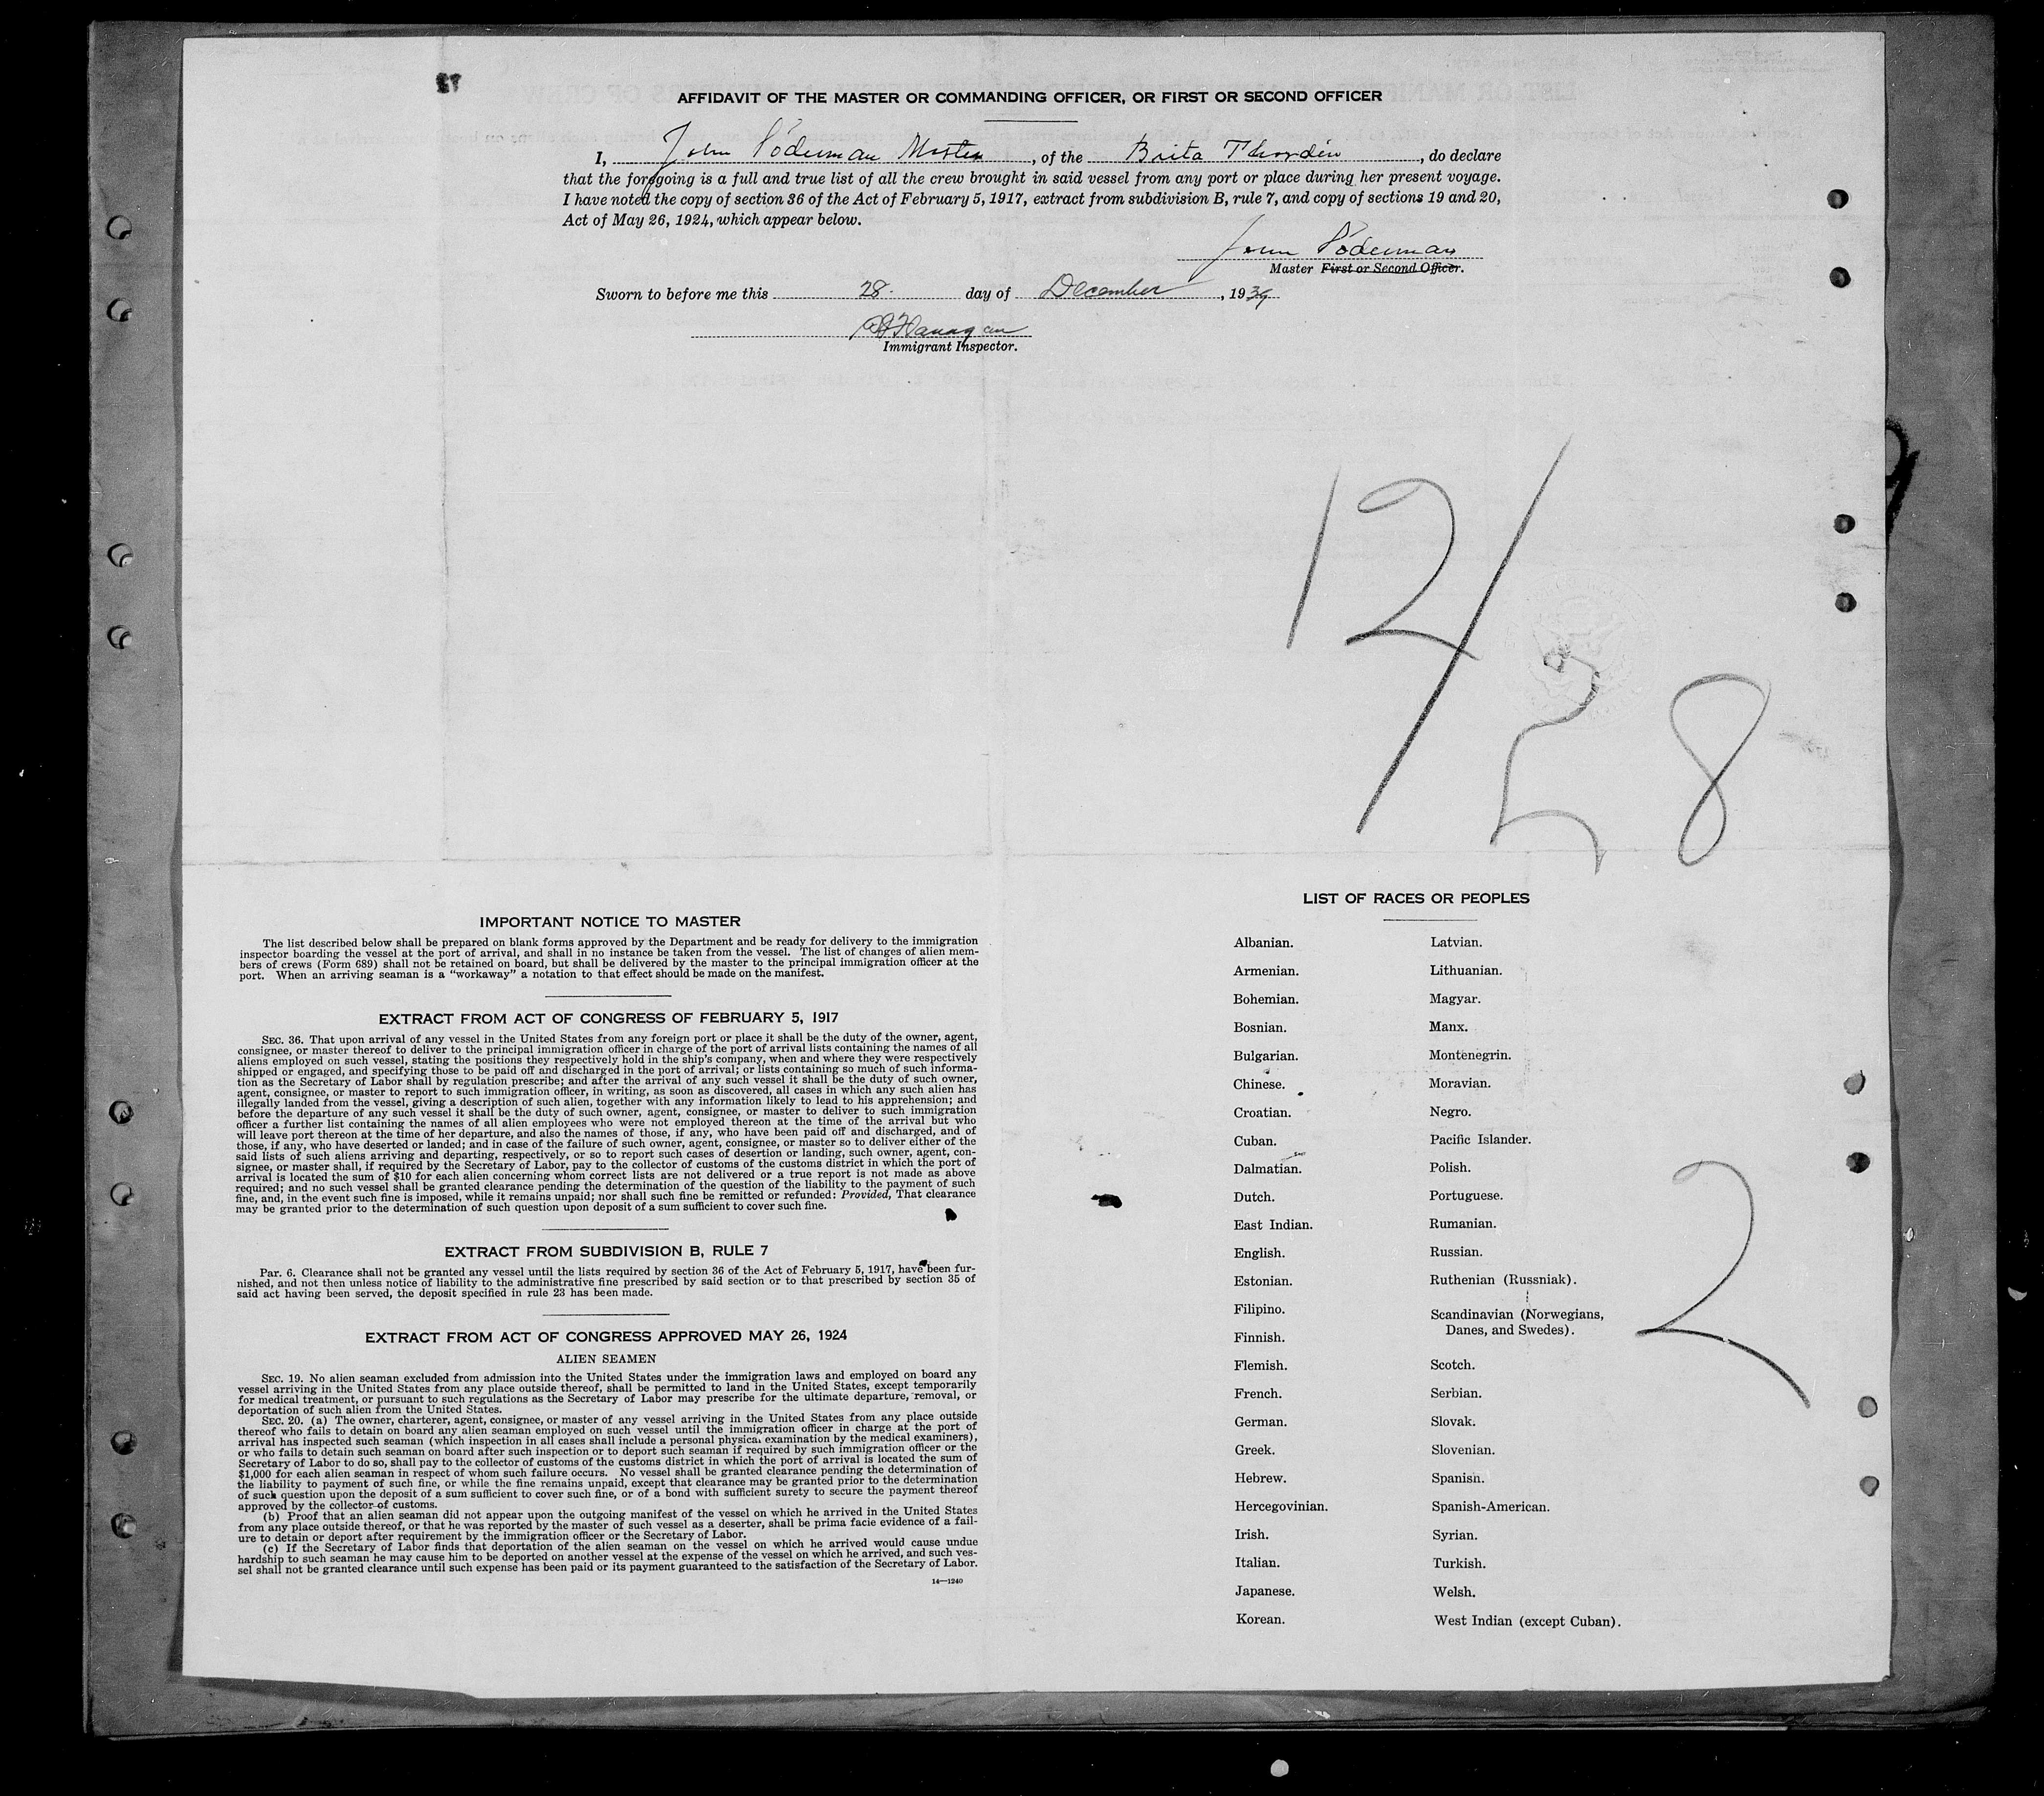 AFFIDAVIT OF THE MASTER OR COMMANDING OFFICER, OR FIRST OR SECOND OFFICER
I, John Söderman Master, of the Brita Thordén, do declare
that the foregoing is a full and true list of all the crew brought in said vessel from any port or place during her present voyage.
I have noted the copy of section 36 of the Act of February 5, 1917, extract from subdivision B, rule 7, and copy of sections 19 and 20,
Act of May 26, 1924, which appear below.
John Söderman
Master First or Second Officer.
Sworn to before me this 28. day of December, 1939
Immigrant Inspector.
12/28
IMPORTANT NOTICE TO MASTER
The list described below shall be prepared on blank forms approved by the Department and be ready for delivery to the immigration
inspector boarding the vessel at the port of arrival, and shall in no instance be taken from the vessel. The list of changes of alien mem-
bers of crews (Form 689) shall not be retained on board, but shall be delivered by the master to the principal immigration officer at the
port. When an arriving seaman is a "workaway" a notation to that effect should be made on the manifest.
EXTRACT FROM ACT OF CONGRESS OF FEBRUARY 5, 1917
SEC. 36. That upon arrival of any vessel in the United States from any foreign port or place it shall be the duty of the owner, agent,
consignee, or master thereof to deliver to the principal immigration officer in charge of the port of arrival lists containing the names of all
aliens employed on such vessel, stating the positions they respectively hold in the ship's company, when and where they were respectively
shipped or engaged, and specifying those to be paid off and discharged in the port of arrival; or lists containing so much of such informa-
tion as the Secretary of Labor shall by regulation prescribe; and after the arrival of any such vessel it shall be the duty of such owner,
agent, consignee, or master to report to such immigration officer, in writing, as soon as discovered, all cases in which any such alien has
illegally landed from the vessel, giving a description of such alien, together with any information likely to lead to his apprehension; and
before the departure of any such vessel it shall be the duty of such owner, agent, consignee, or master to deliver to such immigration
officer a further list containing the names of all alien employees who were not employed thereon at the time of the arrival but who
will leave port thereon at the time of her departure, and also the names of those, if any, who have been paid off and discharged, and of
those, if any, who have deserted or landed; and in case of the failure of such owner, agent, consignee, or master so to deliver either of the
said lists of such aliens arriving and departing, respectively, or so to report such cases of desertion or landing, such owner, agent, con-
signee, or master shall, if required by the Secretary of Labor, pay to the collector of customs of the customs district in which the port of
arrival is located the sum of $10 for each alien concerning whom correct lists are not delivered or a true report is not made as above
required; and no such vessel shall be granted clearance pending the determination of the question of the liability to the payment of such
fine, and, in the event such fine is imposed, while it remains unpaid; nor shall such fine be remitted or refunded: Provided, That clearance
may be granted prior to the determination of such question upon deposit of a sum sufficient to cover such fine.
EXTRACT FROM SUBDIVISION B, RULE 7
Par. 6. Clearance shall not be granted any vessel until the lists required by section 36 of the Act of February 5, 1917, have been fur-
nished, and not then unless notice of liability to the administrative fine prescribed by said section or to that prescribed by section 35 of
said act having been served, the deposit specified in rule 23 has been made.
EXTRACT FROM ACT OF CONGRESS APPROVED MAY 26, 1924
ALIEN SEAMEN
SEC. 19. No alien seaman excluded from admission into the United States under the immigration laws and employed on board any
vessel arriving in the United States from any place outside thereof, shall be permitted to land in the United States, except temporarily
for medical treatment, or pursuant to such regulations as the Secretary of Labor may prescribe for the ultimate departure, removal, or
deportation of such alien from the United States.
SEC. 20. (a) The owner, charterer, agent, consignee, or master of any vessel arriving in the United States from any place outside
thereof who fails to detain on board any alien seaman employed on such vessel until the immigration officer in charge at the port of
arrival has inspected such seaman (which inspection in all cases shall include a personal physical examination by the medical examiners),
or who fails to detain such seaman on board after such inspection or to deport such seaman if required by such immigration officer or the
Secretary of Labor to do so, shall pay to the collector of customs of the customs district in which the port of arrival is located the sum of
$1,000 for each alien seaman in respect of whom such failure occurs. No vessel shall be granted clearance pending the determination of
the liability to payment of such fine, or while the fine remains unpaid, except that clearance may be granted prior to the determination
of such question upon the deposit of a sum sufficient to cover such fine, or of a bond with sufficient surety to secure the payment thereof
approved by the collector of customs.
(b) Proof that an alien seaman did not appear upon the outgoing manifest of the vessel on which he arrived in the United States
from any place outside thereof, or that he was reported by the master of such vessel as a deserter, shall be prima facie evidence of a fail-
ure to detain or deport after requirement by the immigration officer or the Secretary of Labor.
(c) If the Secretary of Labor finds that deportation of the alien seaman on the vessel on which he arrived would cause undue
hardship to such seaman he may cause him to be deported on another vessel at the expense of the vessel on which he arrived, and such ves-
sel shall not be granted clearance until such expense has been paid or its payment guaranteed to the satisfaction of the Secretary of Labor.
14—1240
LIST OF RACES OR PEOPLES
Albanian.
Armenian.
Bohemian.
Bosnian.
Bulgarian.
Chinese.
Croatian.
Cuban.
Dalmatian.
Dutch.
East Indian.
English.
Estonian.
Filipino.
Finnish.
Flemish.
French.
German.
Greek.
Hebrew.
Hercegovinian.
Irish.
Italian.
Japanese.
Korean.
Latvian.
Lithuanian.
Magyar.
Manx.
Montenegrin.
Moravian.
Negro.
Pacific Islander.
Polish.
Portuguese.
Rumanian.
Russian.
Ruthenian (Russniak).
Scandinavian (Norwegians,
Danes, and Swedes).
Scotch.
Serbian.
Slovak.
Slovenian.
Spanish.
Spanish-American.
Syrian.
Turkish.
Welsh.
West Indian (except Cuban).
2